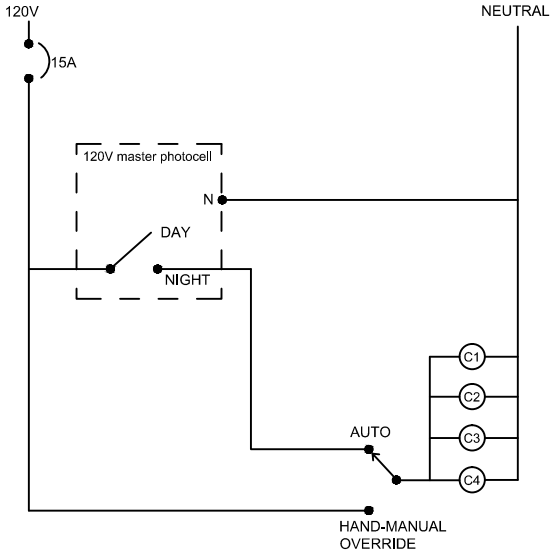 120V
NEUTRAL
15A
120V master photocell
N
DAY
NIGHT
C1
C2
C3
AUTO
C4
HAND-MANUAL
OVERRIDE